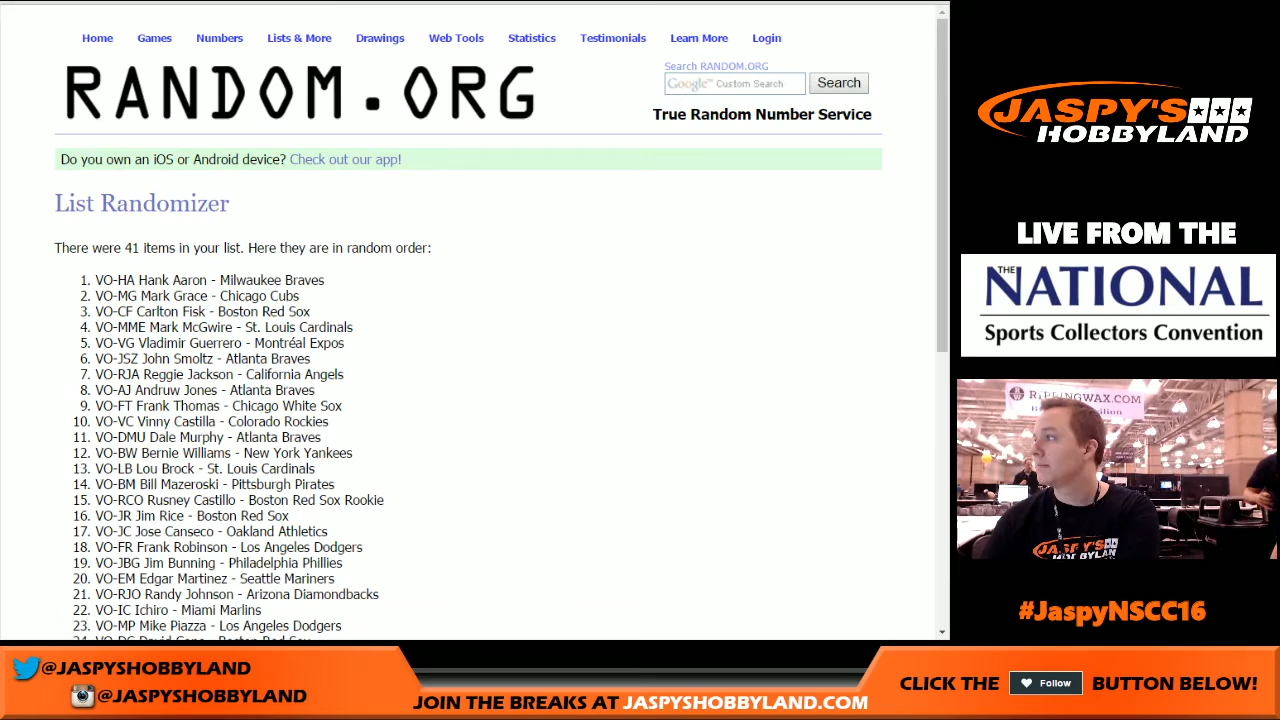 Home Games Numbers Lists & More Drawings Web Tools Statistics Testimonials Learn More Login
RANDOM.ORG
Search RANDOM.ORG
Google™ Custom Search Search
True Random Number Service
Do you own an iOS or Android device? Check out our app!
List Randomizer
There were 41 items in your list. Here they are in random order:
1. VO-HA Hank Aaron - Milwaukee Braves
2. VO-MG Mark Grace - Chicago Cubs
3. VO-CF Carlton Fisk - Boston Red Sox
4. VO-MME Mark McGwire - St. Louis Cardinals
5. VO-VG Vladimir Guerrero - Montréal Expos
6. VO-JSZ John Smoltz - Atlanta Braves
7. VO-RJA Reggie Jackson - California Angels
8. VO-AJ Andruw Jones - Atlanta Braves
9. VO-FT Frank Thomas - Chicago White Sox
10. VO-VC Vinny Castilla - Colorado Rockies
11. VO-DMU Dale Murphy - Atlanta Braves
12. VO-BW Bernie Williams - New York Yankees
13. VO-LB Lou Brock - St. Louis Cardinals
14. VO-BM Bill Mazeroski - Pittsburgh Pirates
15. VO-RCO Rusney Castillo - Boston Red Sox Rookie
16. VO-JR Jim Rice - Boston Red Sox
17. VO-JC Jose Canseco - Oakland Athletics
18. VO-FR Frank Robinson - Los Angeles Dodgers
19. VO-JBG Jim Bunning - Philadelphia Phillies
20. VO-EM Edgar Martinez - Seattle Mariners
21. VO-RJO Randy Johnson - Arizona Diamondbacks
22. VO-IC Ichiro - Miami Marlins
23. VO-MP Mike Piazza - Los Angeles Dodgers
JASPY'S
HOBBYLAND
LIVE FROM THE
THE NATIONAL
Sports Collectors Convention
RIPPINGWAX.COM
JASPY'S
#JaspyNSCC16
@JASPYSHOBBYLAND
@JASPYSHOBBYLAND
JOIN THE BREAKS AT JASPYSHOBBYLAND.COM
CLICK THE Follow BUTTON BELOW!